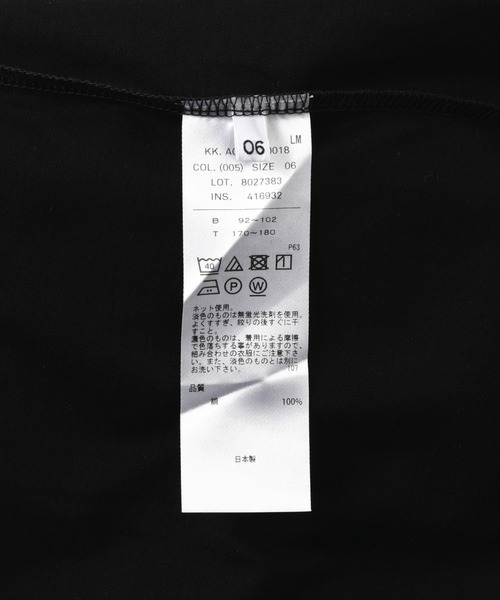 06
LM
KK. A 0018
COL. (005) SIZE 06
LOT. 8027383
INS. 416932
B 92～102
T 170～180
P63
40
P W
ネット使用。
淡色のものは無蛍光洗剤を使用。
よくすすぎ、絞りの後すぐに干
すこと。
濃色のものは、着用による摩擦
で色落ちする事がありますので、
組み合わせの衣服にご注意下さ
い。また、淡色のものとは別に
お洗い下さい。
107
品質
綿 100%
日本製